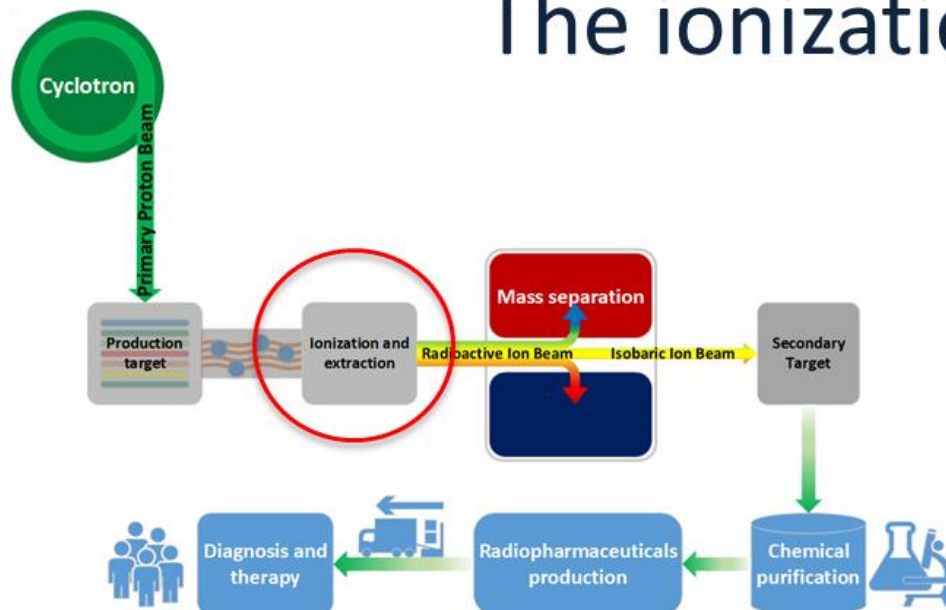 The ionizatio
Cyclotron
Primary Proton Beam
Production
target
Ionization and
extraction
Mass separation
Radioactive Ion Beam
Isobaric Ion Beam
Secondary
Target
Diagnosis and
therapy
Radiopharmaceuticals
production
Chemical
purification